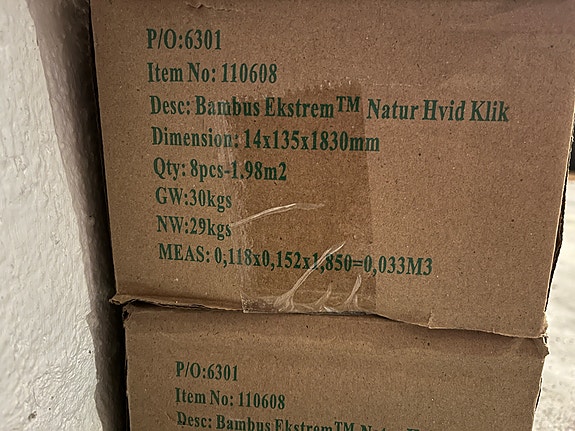 P/O:6301
Item No: 110608
Desc: Bambus Ekstrem™ Natur Hvid Klik
Dimension: 14x135x1830mm
Qty: 8pcs-1.98m2
GW:30kgs
NW:29kgs
MEAS: 0,118x0,152x1,850=0,033M3
P/O:6301
Item No: 110608
Desc: Bambus Ekstrem™ Natur